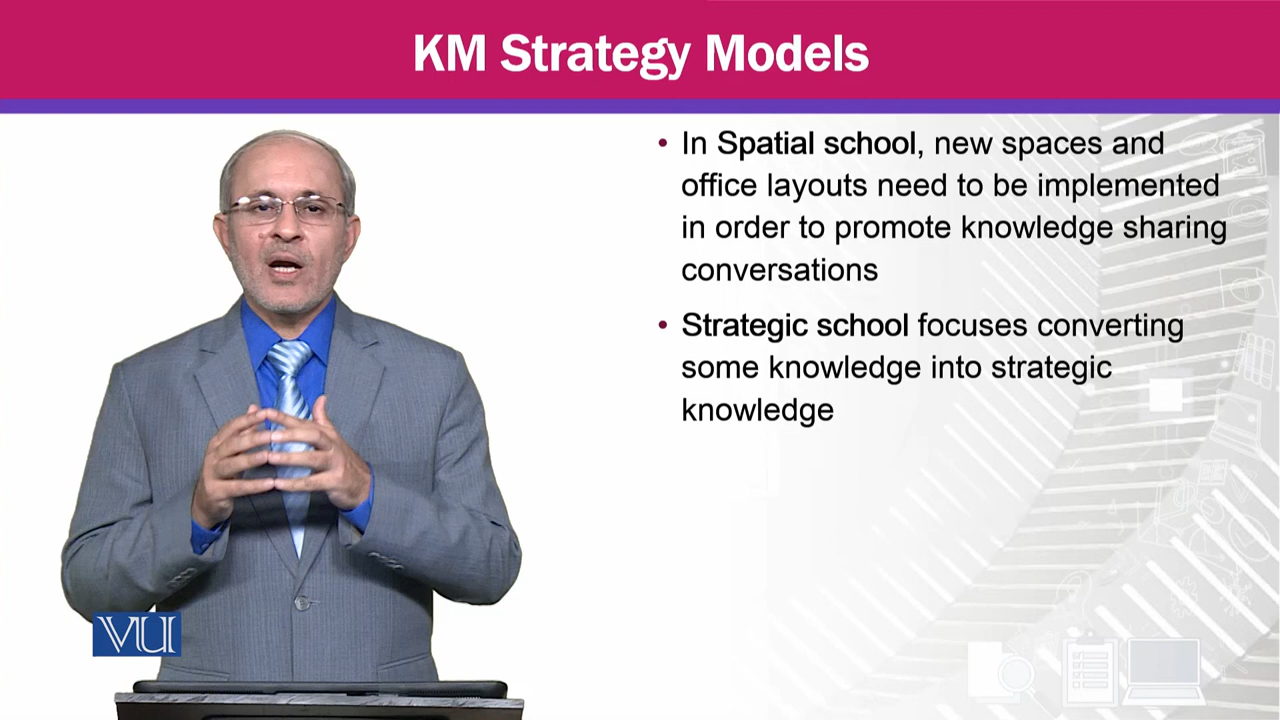 KM Strategy Models
• In Spatial school, new spaces and
office layouts need to be implemented
in order to promote knowledge sharing
conversations
• Strategic school focuses converting
some knowledge into strategic
knowledge
VU